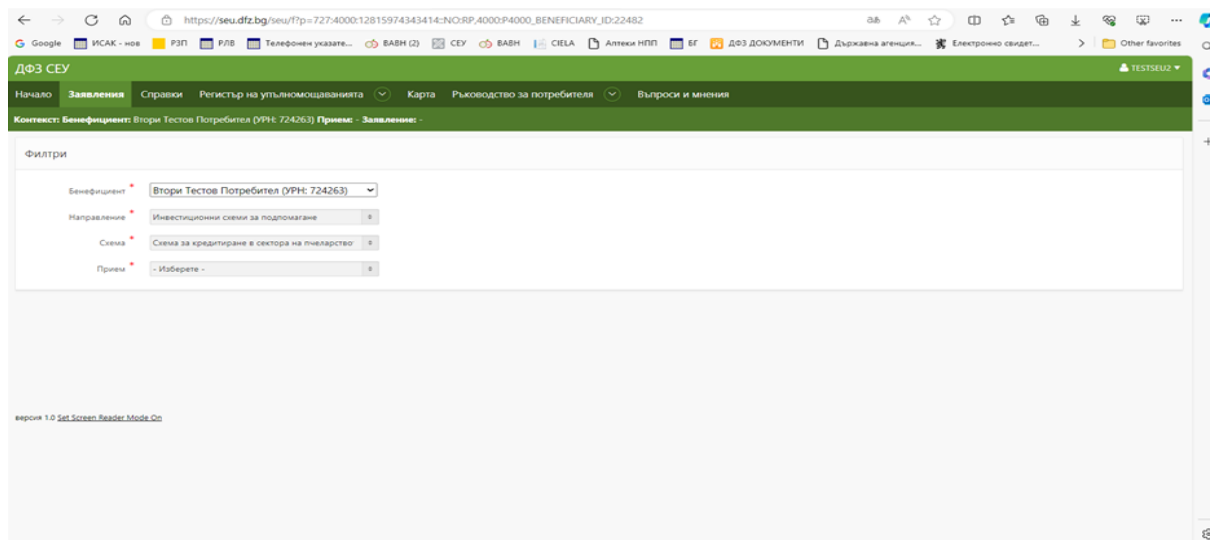 https://seu.dfz.bg/seu/f?p=727:4000:12815974343414::NO:RP,4000:P4000_BENEFICIARY_ID:22482
Google ИСАК - нов РЗП РЛВ Телефонен указате... ВАВН (2) СЕУ ВАВН CIELA Аптеки НПП БГ ДФЗ ДОКУМЕНТИ Държавна агенция... Електронно свидет... Other favorites
ДФЗ СЕУ TESTSEU2
Начало Заявления Справки Регистър на упълномощаванията Карта Ръководство за потребителя Въпроси и мнения
Контекст: Бенефициент: Втори Тестов Потребител (УРН: 724263) Прием: - Заявление: -
Филтри
Бенефициент * Втори Тестов Потребител (УРН: 724263)
Направление * Инвестиционни схеми за подпомагане
Схема * Схема за кредитиране в сектора на пчеларство
Прием * - Изберете -
версия 1.0 Set Screen Reader Mode On